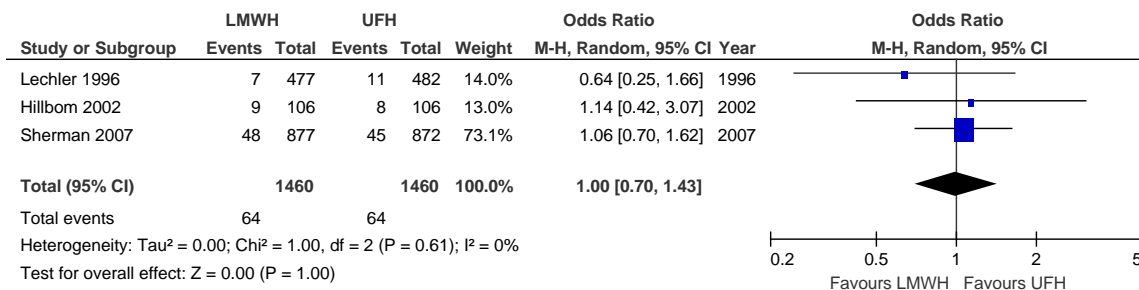 LMWH UFH Odds Ratio Odds Ratio
Study or Subgroup Events Total Events Total Weight M-H, Random, 95% CI Year M-H, Random, 95% CI
Lechler 1996 7 477 11 482 14.0% 0.64 [0.25, 1.66] 1996
Hillbom 2002 9 106 8 106 13.0% 1.14 [0.42, 3.07] 2002
Sherman 2007 48 877 45 872 73.1% 1.06 [0.70, 1.62] 2007
Total (95% CI) 1460 1460 100.0% 1.00 [0.70, 1.43]
Total events 64 64
Heterogeneity: Tau² = 0.00; Chi² = 1.00, df = 2 (P = 0.61); I² = 0%
Test for overall effect: Z = 0.00 (P = 1.00)
0.2 0.5 1 2 5
Favours LMWH Favours UFH